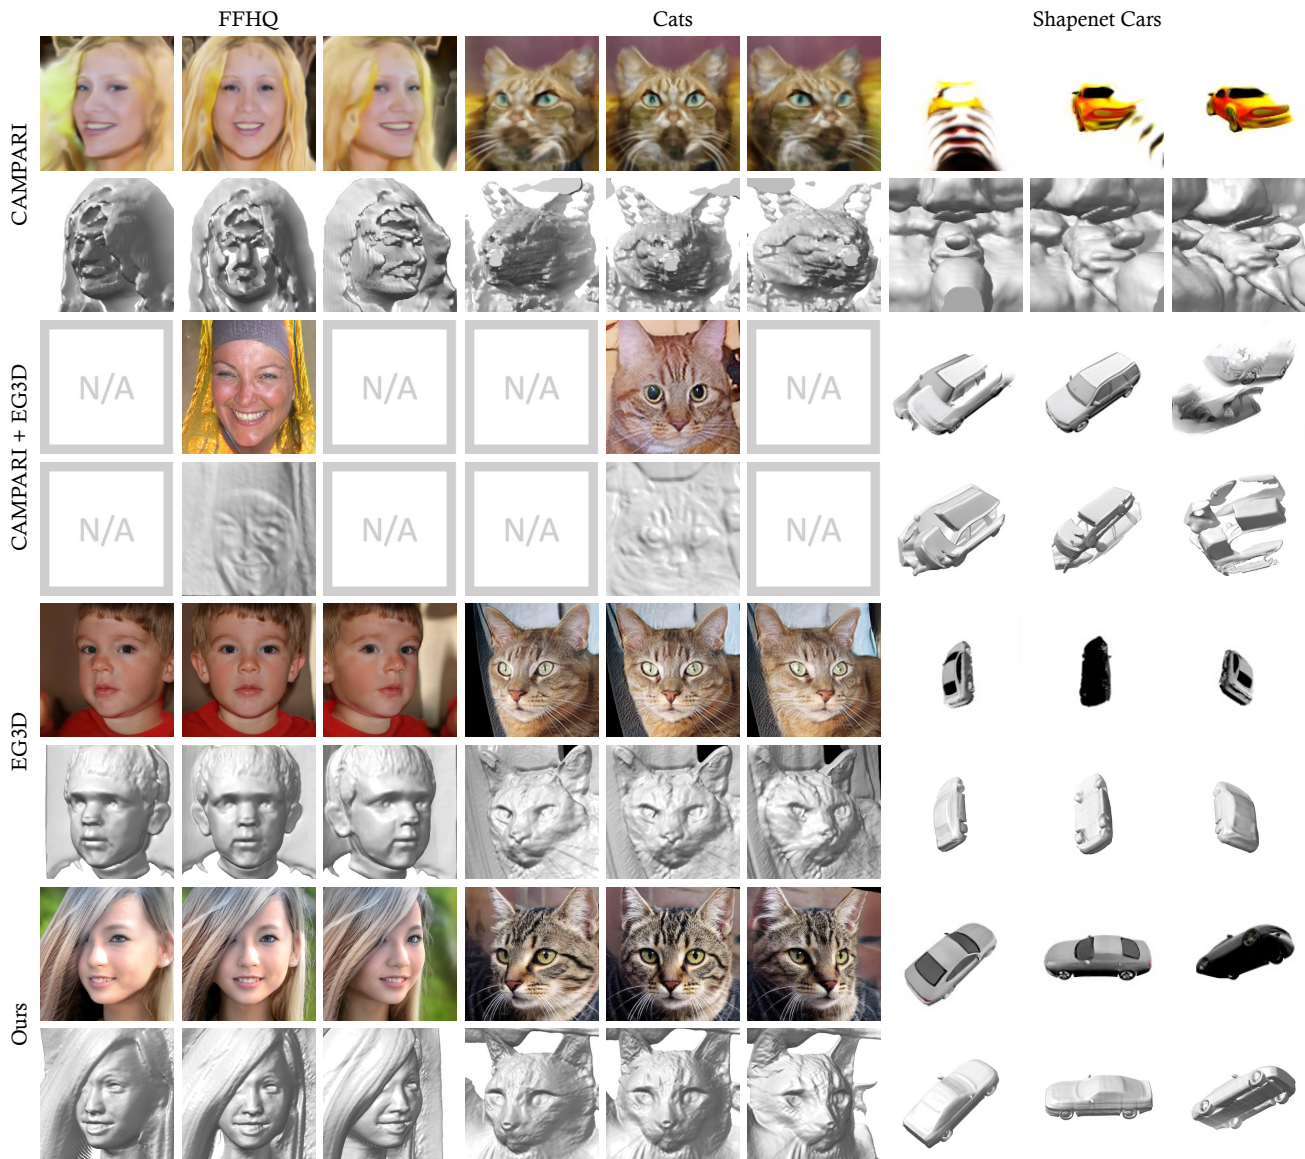 FFHQ Cats Shapenet Cars
CAMPARI
CAMPARI + EG3D
N/A N/A N/A N/A
N/A N/A N/A N/A
EG3D
Ours